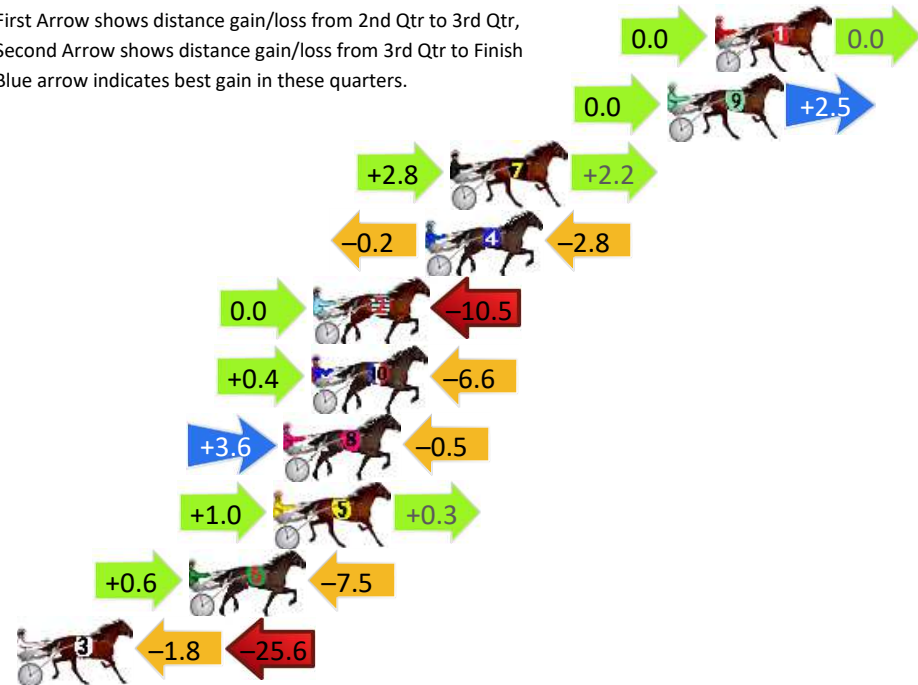 First Arrow shows distance gain/loss from 2nd Qtr to 3rd Qtr,
Second Arrow shows distance gain/loss from 3rd Qtr to Finish
Blue arrow indicates best gain in these quarters.
0.0 1 0.0
0.0 9 +2.5
+2.8 7 +2.2
–0.2 4 –2.8
0.0 2 –10.5
+0.4 10 –6.6
+3.6 8 –0.5
+1.0 5 +0.3
+0.6 6 –7.5
3 –1.8 –25.6